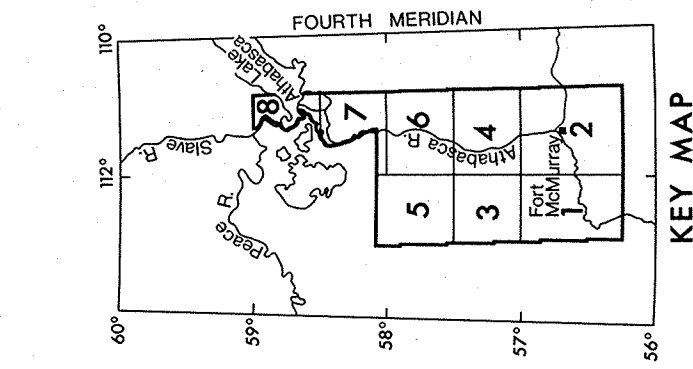 FOURTH MERIDIAN
110°
112°
60°
59°
58°
57°
56°
Lake
Athabasca
Slave R.
Peace R.
Athabasca R.
Fort
McMurray
8
7
6
5
4
3
2
1
KEY MAP